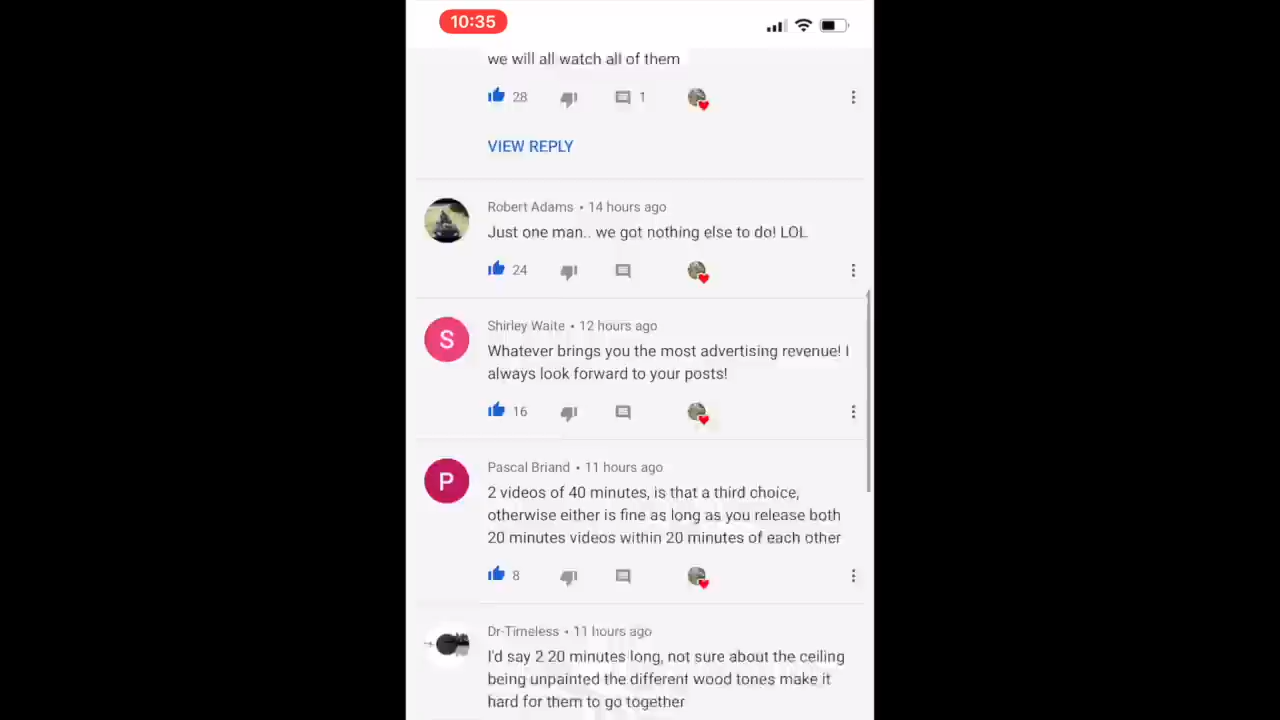 10:35
we will all watch all of them
28 1
VIEW REPLY
Robert Adams • 14 hours ago
Just one man.. we got nothing else to do! LOL
24
S
Shirley Waite • 12 hours ago
Whatever brings you the most advertising revenue! I
always look forward to your posts!
16
P
Pascal Briand • 11 hours ago
2 videos of 40 minutes, is that a third choice,
otherwise either is fine as long as you release both
20 minutes videos within 20 minutes of each other
8
Dr-Timeless • 11 hours ago
I'd say 2 20 minutes long, not sure about the ceiling
being unpainted the different wood tones make it
hard for them to go together